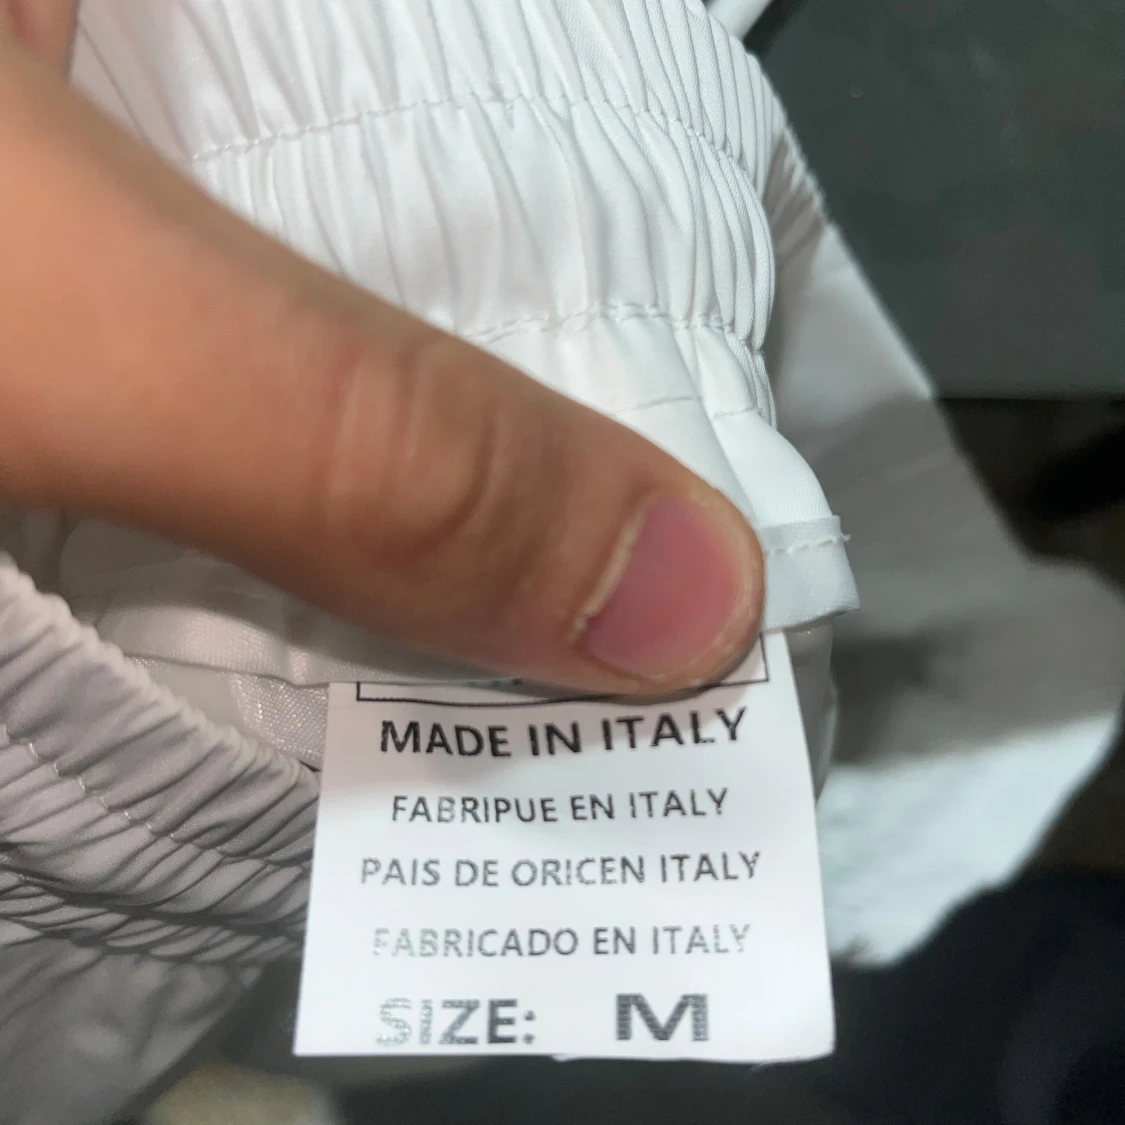 MADE IN ITALY
FABRIPUE EN ITALY
PAIS DE ORICEN ITALY
FABRICADO EN ITALY
SIZE: M